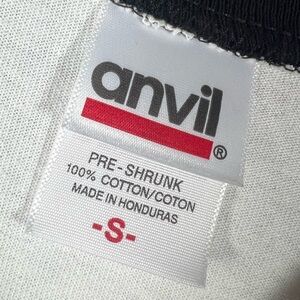 anvil®
PRE-SHRUNK
100% COTTON/COTON
MADE IN HONDURAS
-S-